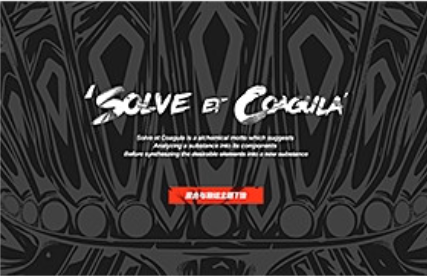 'Solve et Coagula'
Solve et Coagula is a alchemical motto which suggests
Analyzing a substance into its components
Before synthesizing the desirable elements into a new substance